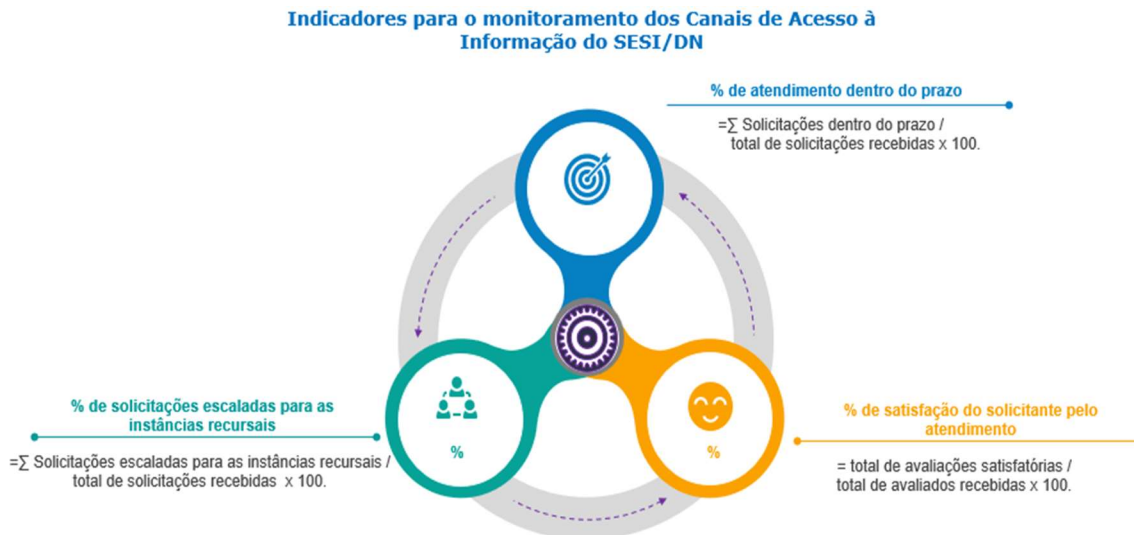 Indicadores para o monitoramento dos Canais de Acesso à
Informação do SESI/DN
% de atendimento dentro do prazo
=∑ Solicitações dentro do prazo /
total de solicitações recebidas x 100.
% de solicitações escaladas para as
instâncias recursais
=∑ Solicitações escaladas para as instâncias recursais /
total de solicitações recebidas x 100.
%
%
% de satisfação do solicitante pelo
atendimento
= total de avaliações satisfatórias /
total de avaliados recebidas x 100.